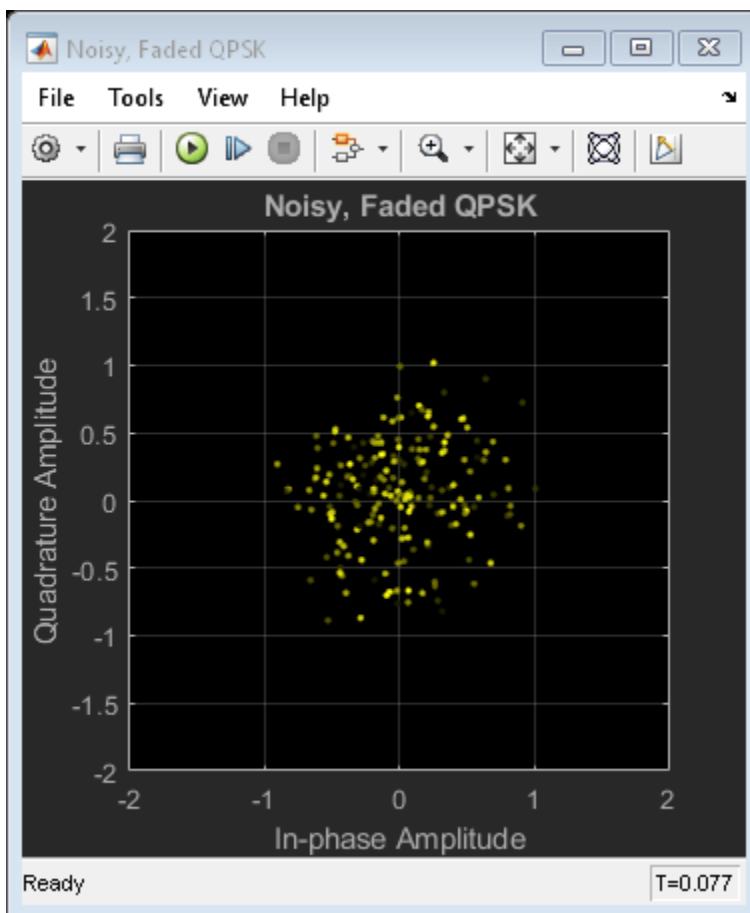 Noisy, Faded QPSK
File Tools View Help
Noisy, Faded QPSK
2
1.5
1
0.5
0
-0.5
-1
-1.5
-2
Quadrature Amplitude
-2 -1 0 1 2
In-phase Amplitude
Ready T=0.077